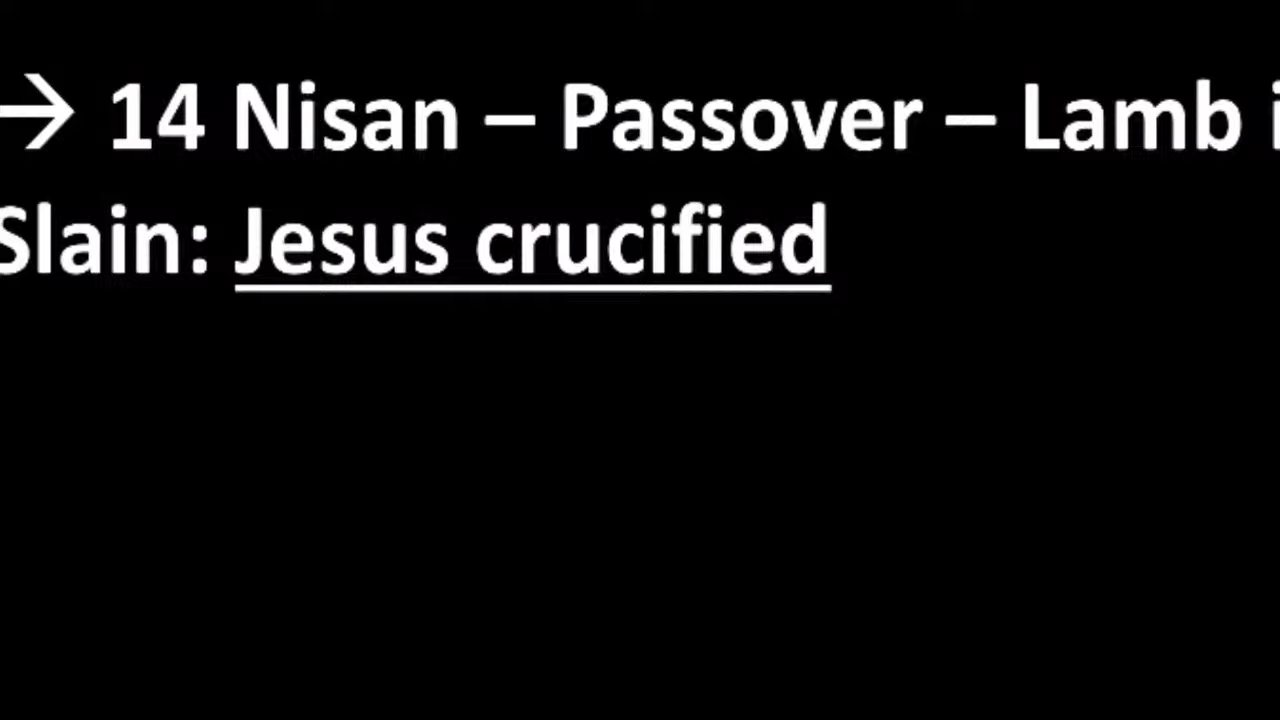 → 14 Nisan – Passover – Lamb i
Slain: Jesus crucified